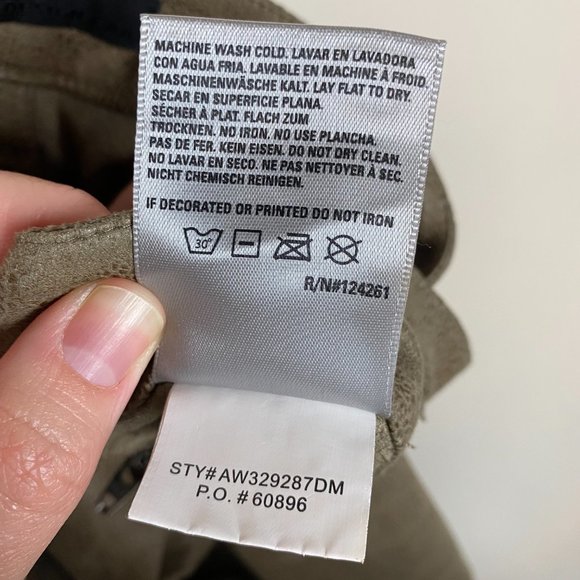 MACHINE WASH COLD. LAVAR EN LAVADORA
CON AGUA FRIA. LAVABLE EN MACHINE À FROID.
MASCHINENWÄSCHE KALT. LAY FLAT TO DRY.
SECAR EN SUPERFICIE PLANA.
SÉCHER À PLAT. FLACH ZUM
TROCKNEN. NO IRON. NO USE PLANCHA.
PAS DE FER. KEIN EISEN. DO NOT DRY CLEAN.
NO LAVAR EN SECO. NE PAS NETTOYER À SEC.
NICHT CHEMISCH REINIGEN.
IF DECORATED OR PRINTED DO NOT IRON
30°
R/N#124261
STY# AW329287DM
P.O. # 60896